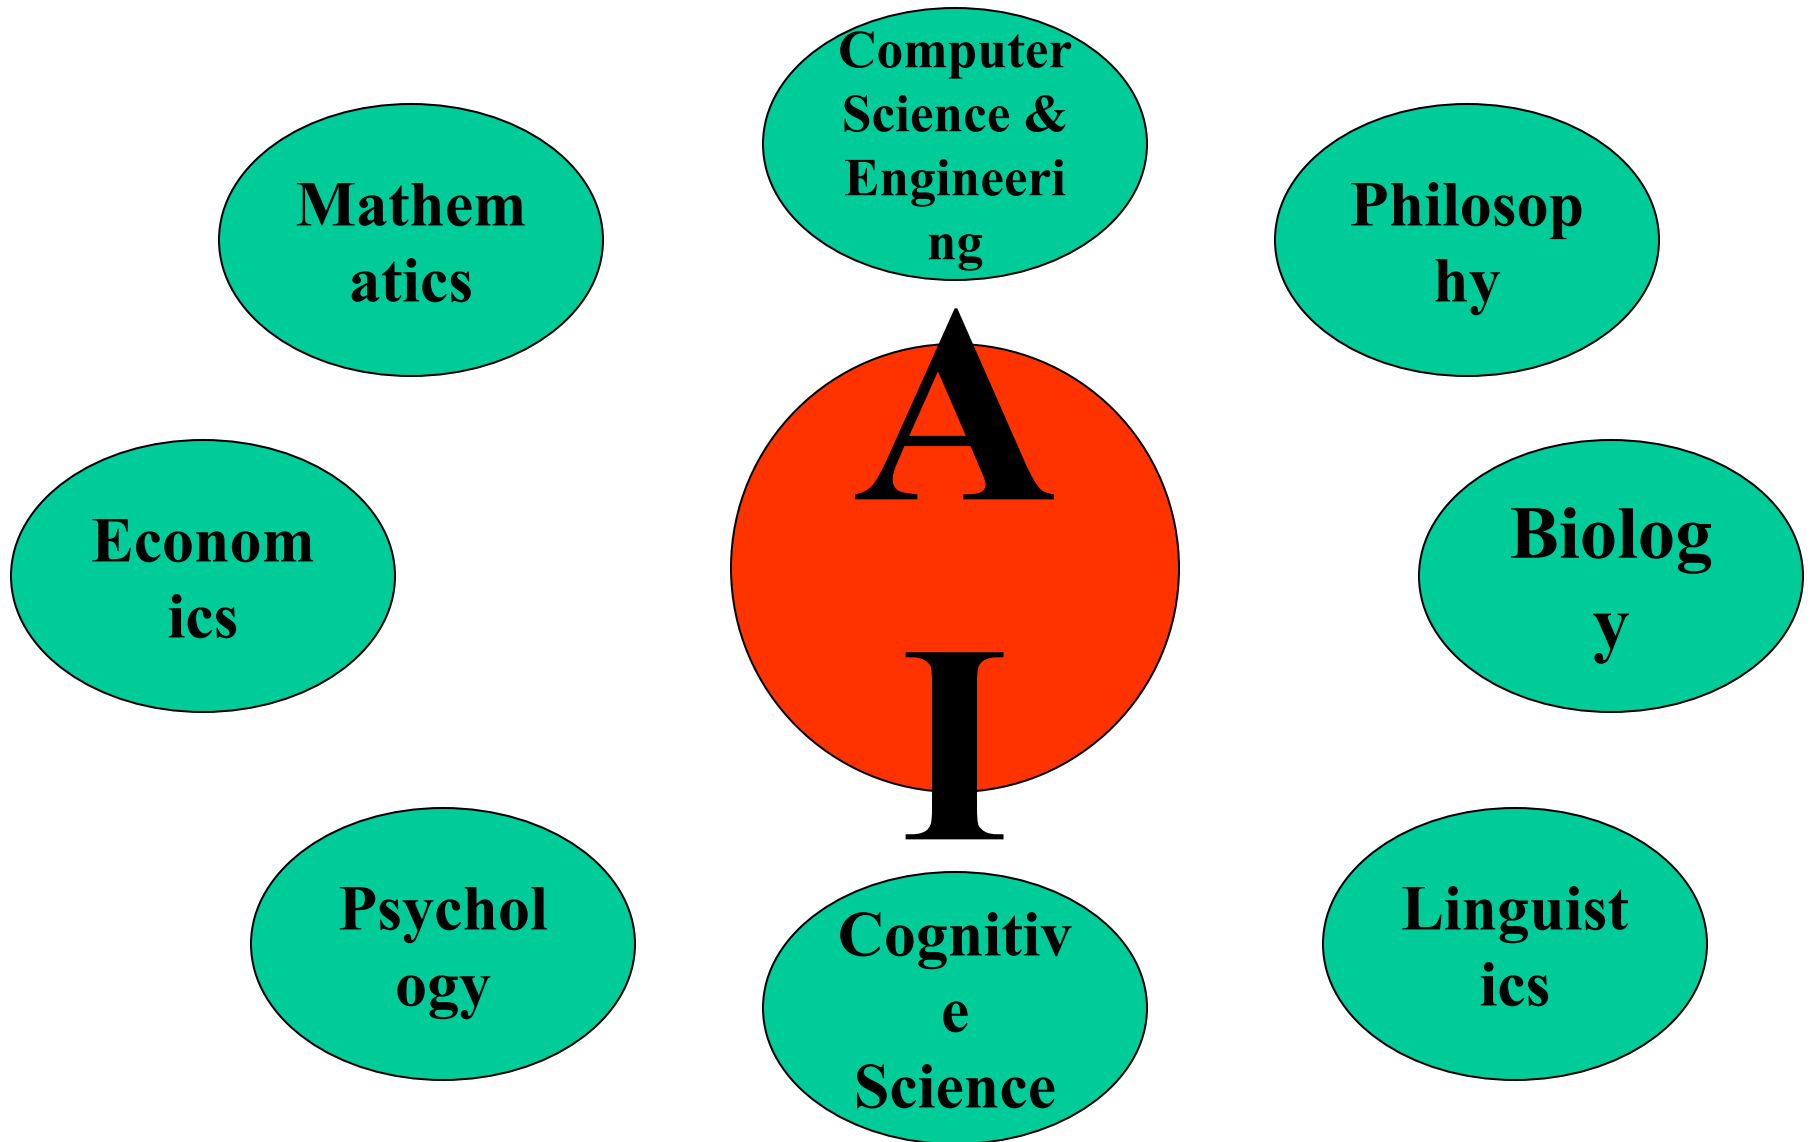 Computer
Science &
Engineeri
ng
Mathem
atics
Philosop
hy
A
I
Econom
ics
Biolog
y
Psychol
ogy
Cognitiv
e
Science
Linguist
ics